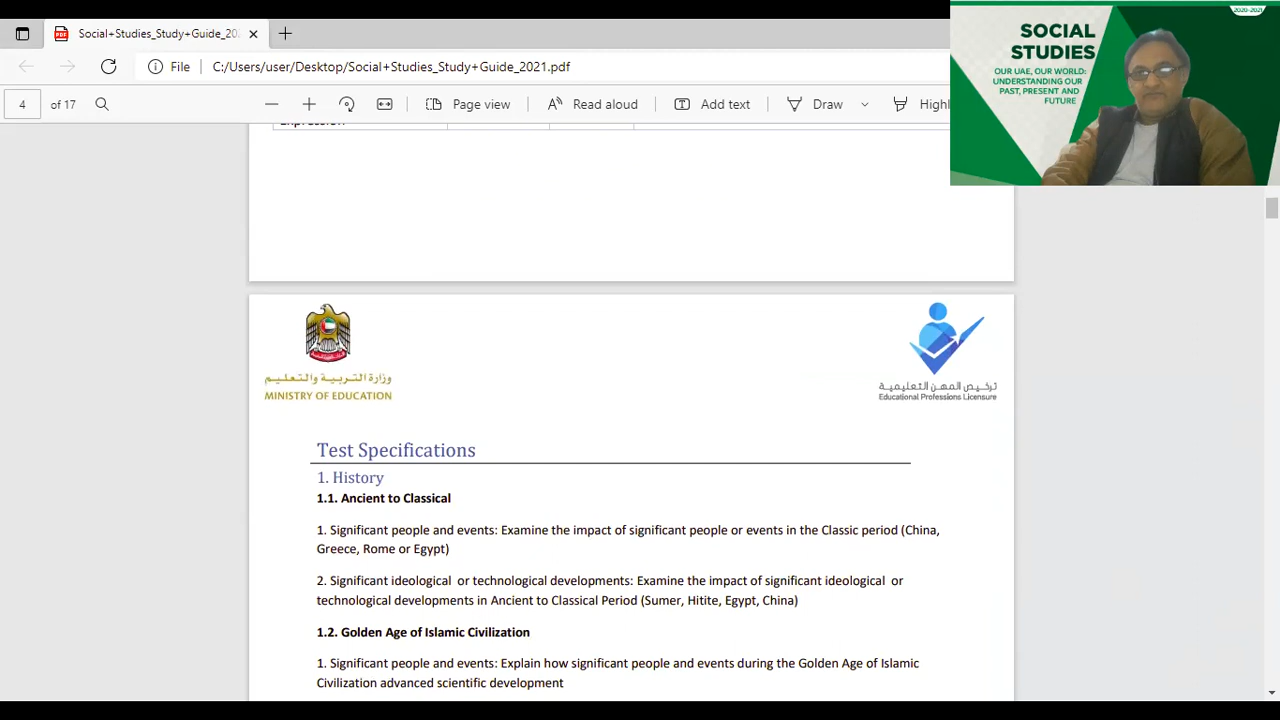 Social+Studies_Study+Guide_202
File
C:/Users/user/Desktop/Social+Studies_Study+Guide_2021.pdf
4
of 17
Page view
Read aloud
Add text
Draw
Highl
2020-2021
SOCIAL
STUDIES
OUR UAE, OUR WORLD:
UNDERSTANDING OUR
PAST, PRESENT AND
FUTURE
Expression
وزارة التربية والتعليم
MINISTRY OF EDUCATION
ترخيص المهن التعليمية
Educational Professions Licensure
Test Specifications
1. History
1.1. Ancient to Classical
1. Significant people and events: Examine the impact of significant people or events in the Classic period (China,
Greece, Rome or Egypt)
2. Significant ideological or technological developments: Examine the impact of significant ideological or
technological developments in Ancient to Classical Period (Sumer, Hitite, Egypt, China)
1.2. Golden Age of Islamic Civilization
1. Significant people and events: Explain how significant people and events during the Golden Age of Islamic
Civilization advanced scientific development